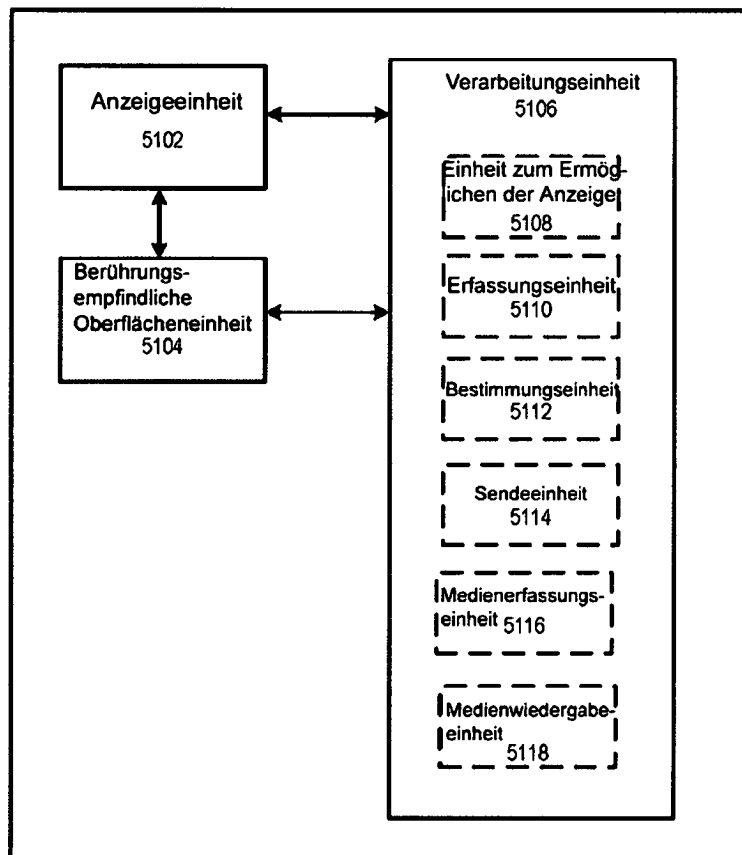 Anzeigeeinheit
5102
Berührungs-
empfindliche
Oberflächeneinheit
5104
Verarbeitungseinheit
5106
Einheit zum Ermög-
ichen der Anzeige
5108
Erfassungseinheit
5110
Bestimmungseinheit
5112
Sendeeinheit
5114
Medienerfassungs-
einheit 5116
Medienwiedergabe-
einheit
5118